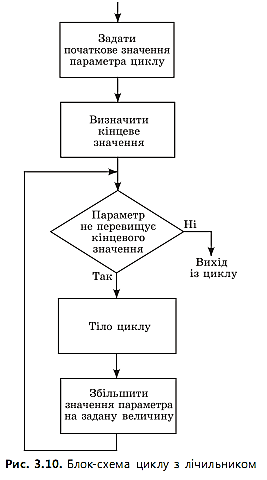 Задати
початкове значення
параметра циклу
Визначити
кінцеве
значення
Параметр
не перевищує
кінцевого
значення
Ні
Вихід
із циклу
Так
Тіло циклу
Збільшити
значення параметра
на задану величину
Рис. 3.10. Блок-схема циклу з лічильником